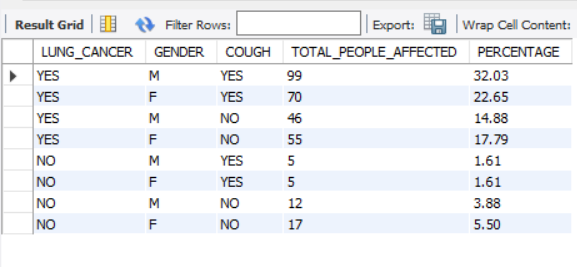 Result Grid Filter Rows: Export: Wrap Cell Content:
LUNG_CANCER GENDER COUGH TOTAL_PEOPLE_AFFECTED PERCENTAGE
YES M YES 99 32.03
YES F YES 70 22.65
YES M NO 46 14.88
YES F NO 55 17.79
NO M YES 5 1.61
NO F YES 5 1.61
NO M NO 12 3.88
NO F NO 17 5.50